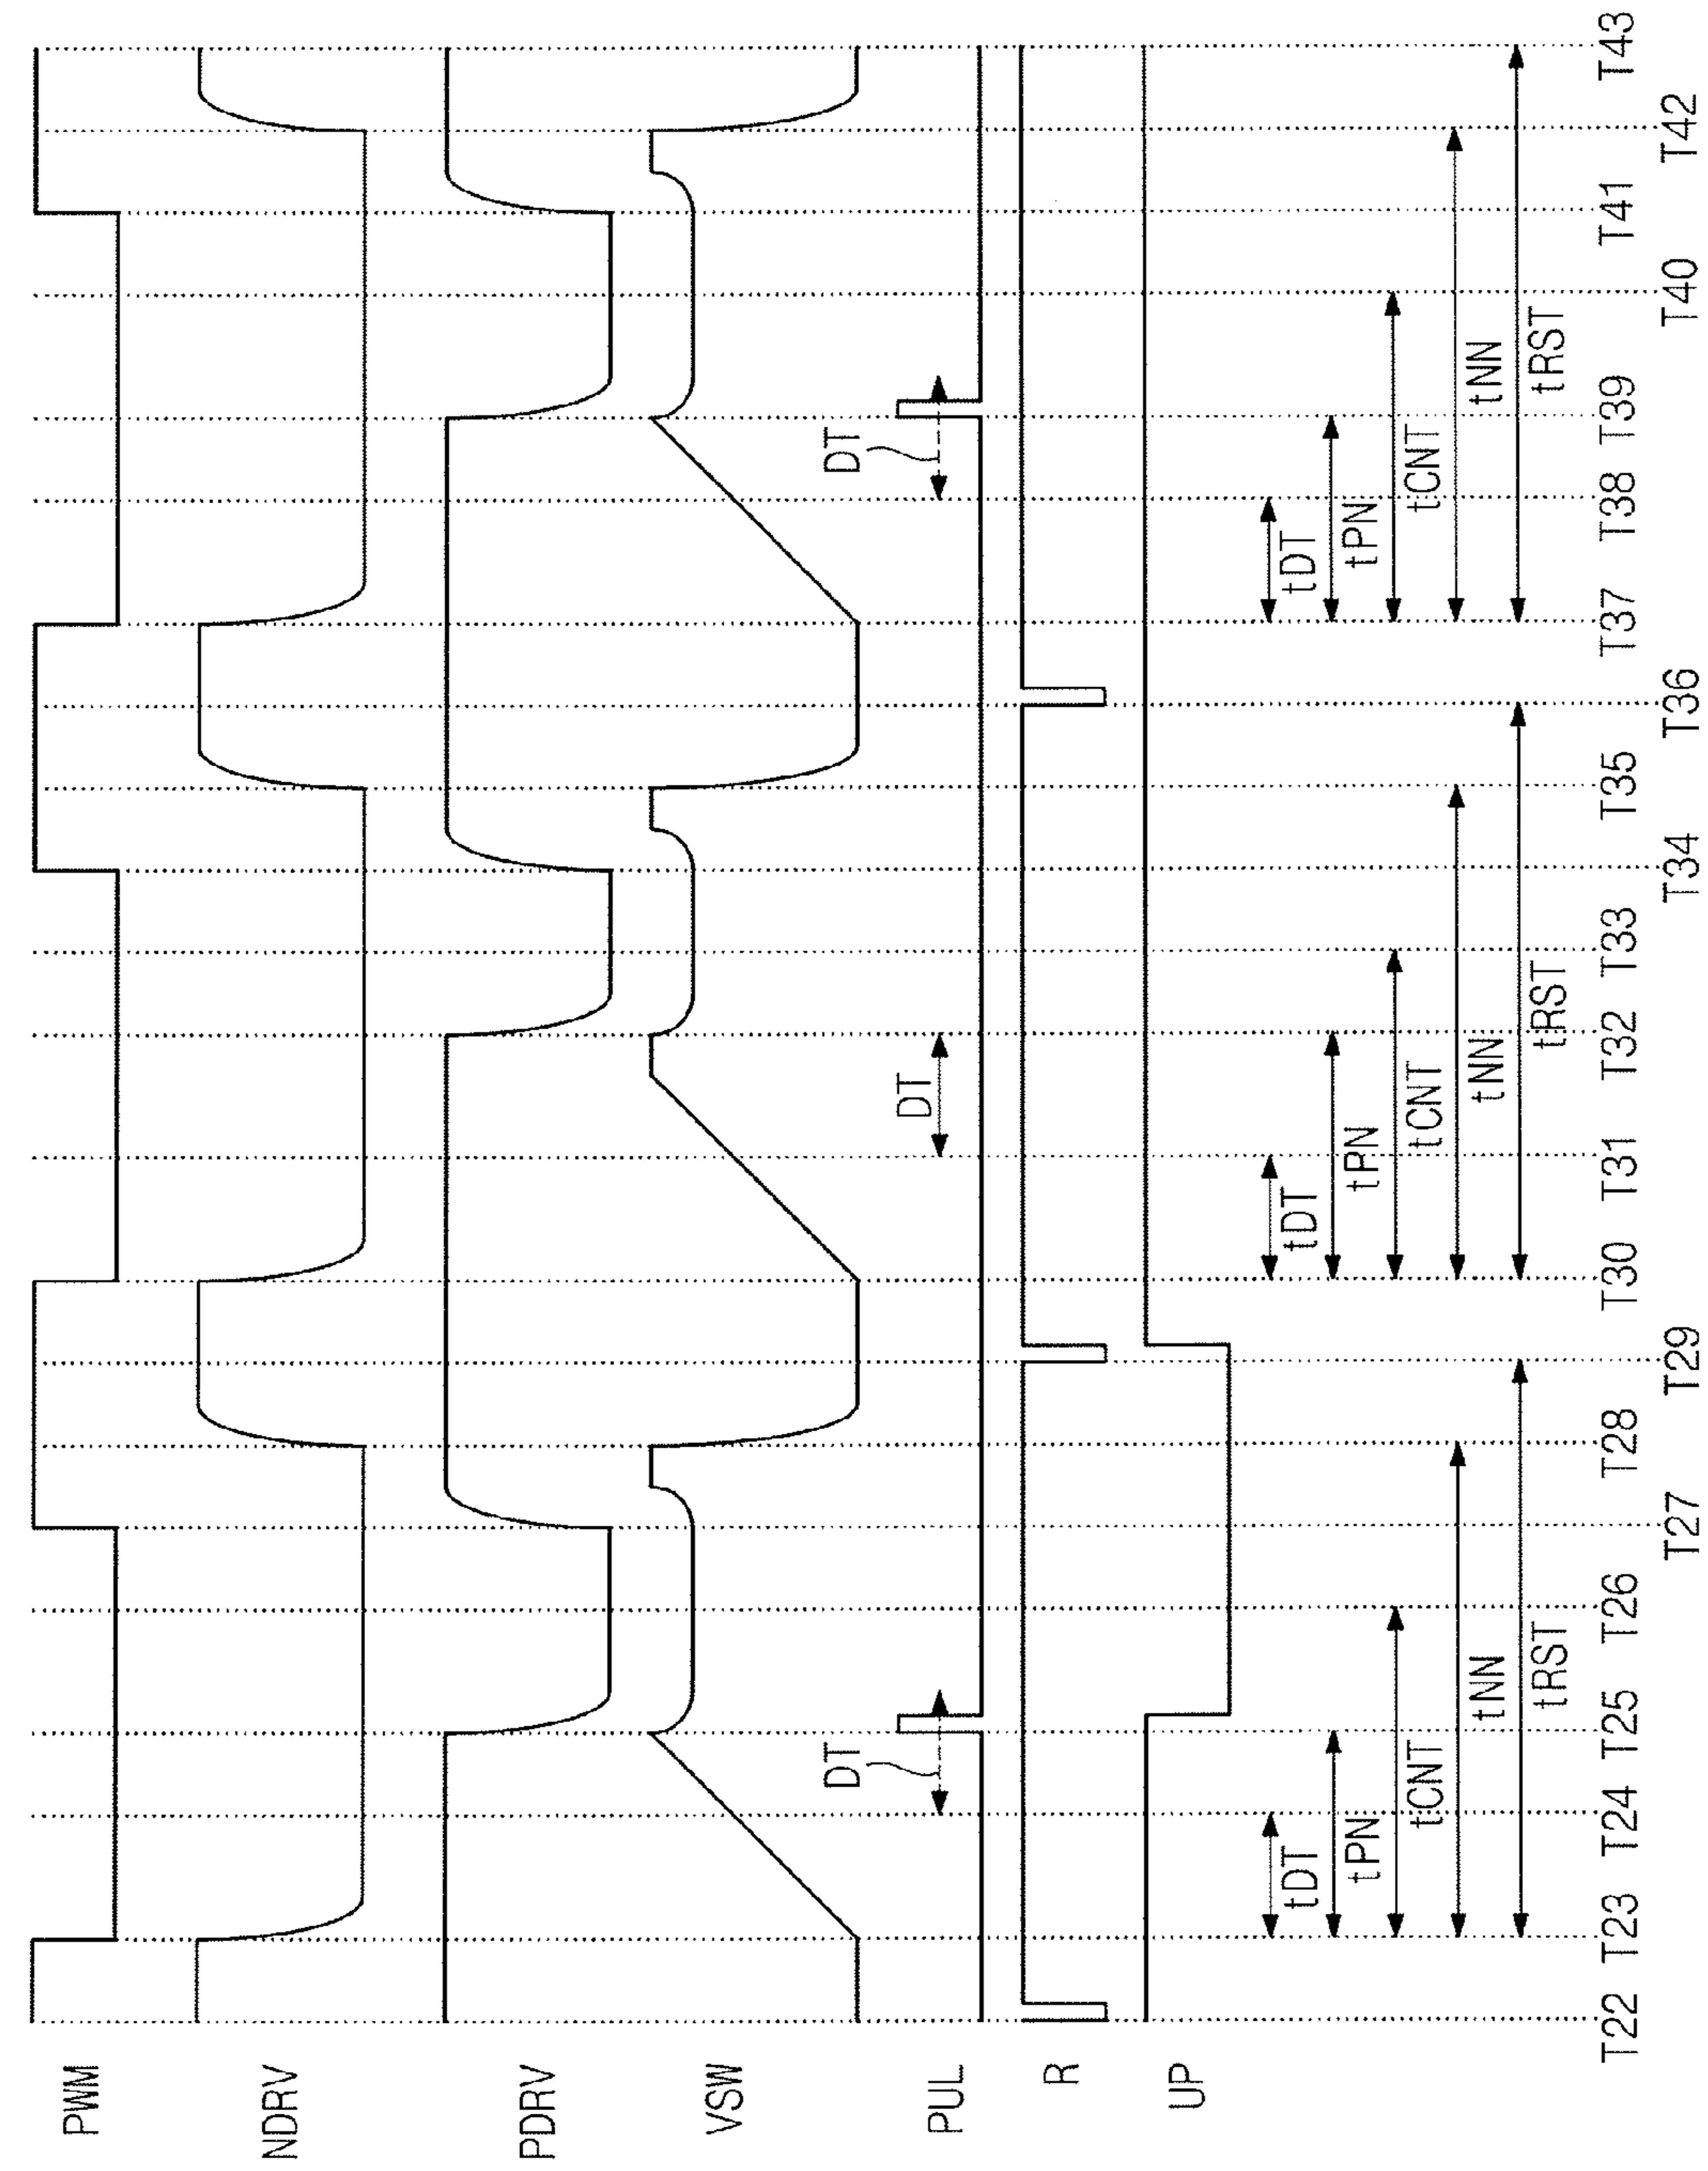 PWM
NDRV
PDRV
VSW
PUL
R
UP
DT
DT
DT
tDT
tPN
tCNT
tNN
tRST
tDT
tPN
tCNT
tNN
tRST
tDT
tPN
tCNT
tNN
tRST
T22 T23 T24 T25 T26 T28 T30 T31 T32 T33 T35 T37 T38 T39 T41 T43
T27 T29 T34 T36 T40 T42